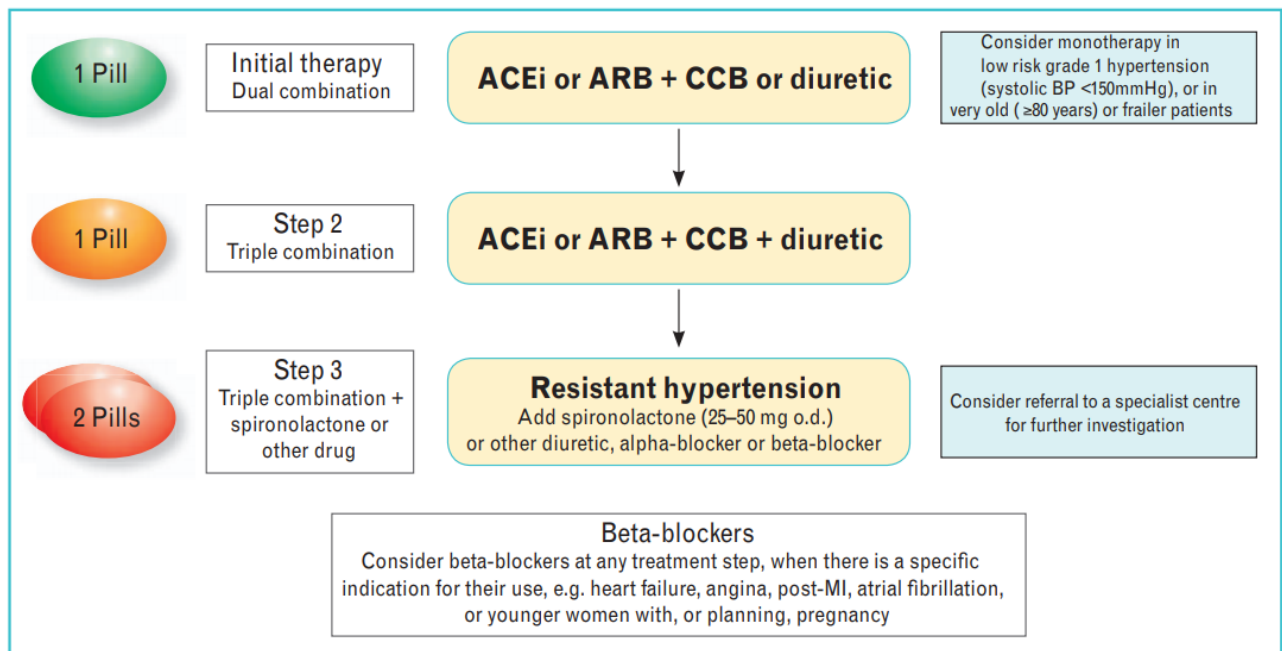 1 Pill
Initial therapy
Dual combination
ACEi or ARB + CCB or diuretic
Consider monotherapy in
low risk grade 1 hypertension
(systolic BP <150mmHg), or in
very old ( ≥80 years) or frailer patients
1 Pill
Step 2
Triple combination
ACEi or ARB + CCB + diuretic
2 Pills
Step 3
Triple combination +
spironolactone or
other drug
Resistant hypertension
Add spironolactone (25–50 mg o.d.)
or other diuretic, alpha-blocker or beta-blocker
Consider referral to a specialist centre
for further investigation
Beta-blockers
Consider beta-blockers at any treatment step, when there is a specific
indication for their use, e.g. heart failure, angina, post-MI, atrial fibrillation,
or younger women with, or planning, pregnancy